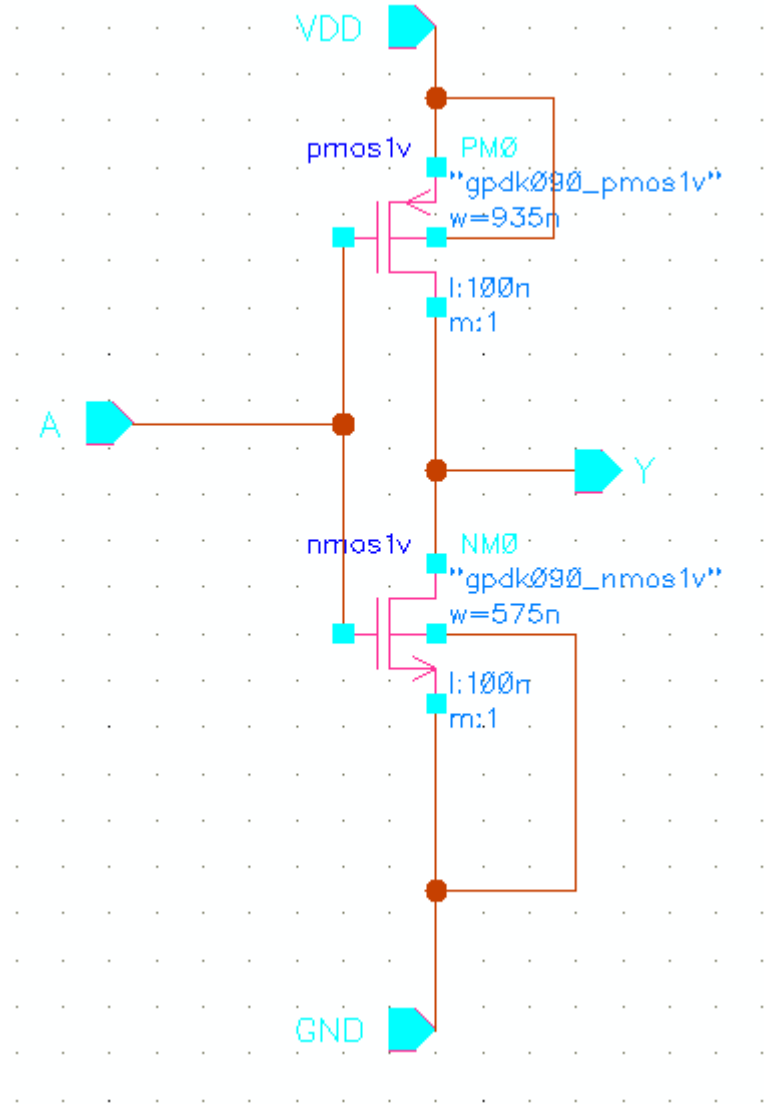 VDD
pmos1v PM0
"gpdk090_pmos1v"
w=935n
l:100n
m:1
A
Y
nmos1v NM0
"gpdk090_nmos1v"
w=575n
l:100n
m:1
GND